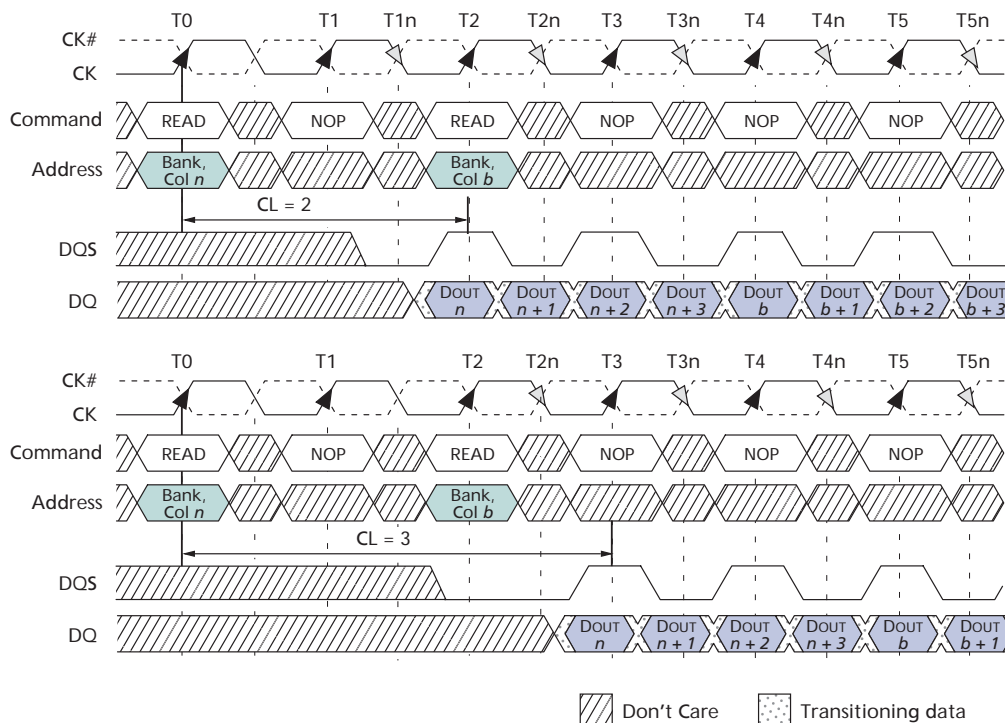 T0 T1 T1n T2 T2n T3 T3n T4 T4n T5 T5n
CK#
CK
Command READ NOP READ NOP NOP NOP
Address Bank, Col n Bank, Col b
CL = 2
DQS
DQ DOUT n DOUT n + 1 DOUT n + 2 DOUT n + 3 DOUT b DOUT b + 1 DOUT b + 2 DOUT b + 3
T0 T1 T2 T2n T3 T3n T4 T4n T5 T5n
CK#
CK
Command READ NOP READ NOP NOP NOP
Address Bank, Col n Bank, Col b
CL = 3
DQS
DQ DOUT n DOUT n + 1 DOUT n + 2 DOUT n + 3 DOUT b DOUT b + 1
Don't Care Transitioning data